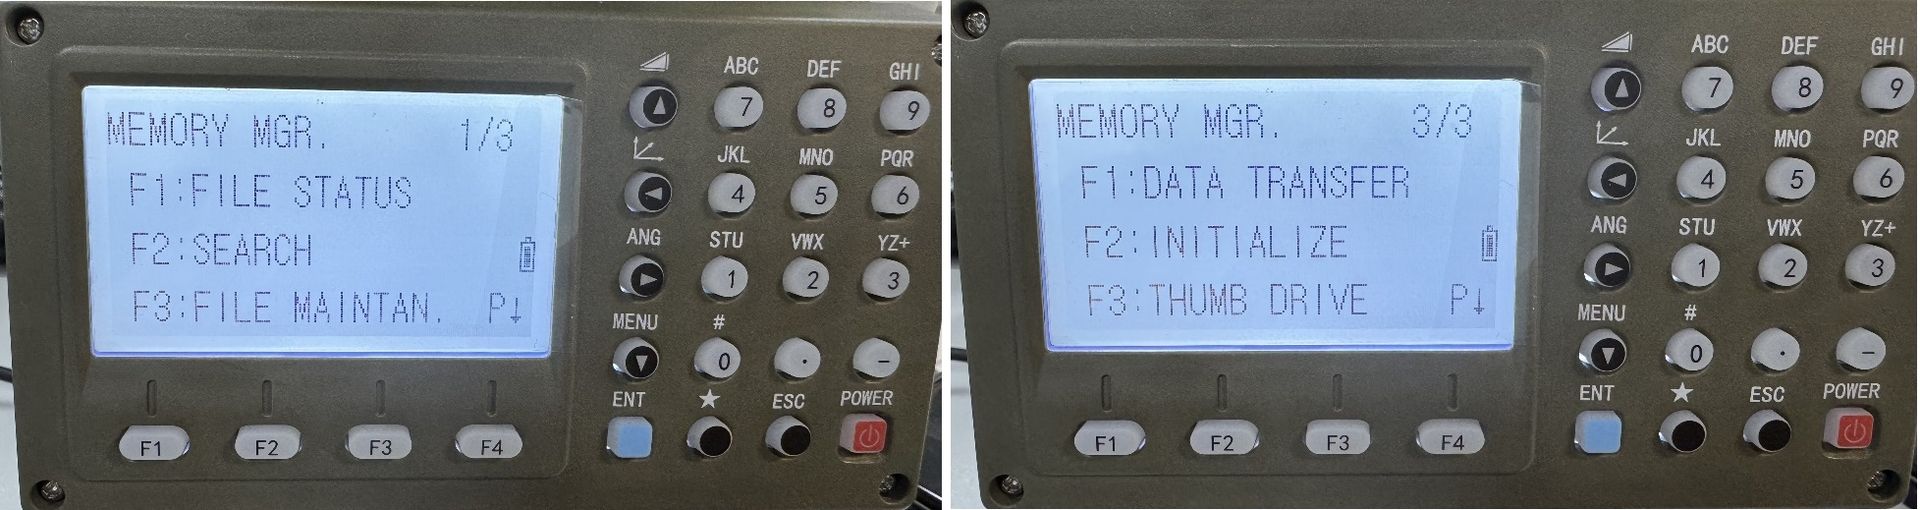 MEMORY MGR. 1/3
F1:FILE STATUS
F2:SEARCH
F3:FILE MAINTAN. P↓
F1 F2 F3 F4
ABC DEF GHI
7 8 9
JKL MNO PQR
4 5 6
ANG STU VWX YZ+
1 2 3
MENU #
0 . -
ENT ★ ESC POWER
MEMORY MGR. 3/3
F1:DATA TRANSFER
F2:INITIALIZE
F3:THUMB DRIVE P↓
F1 F2 F3 F4
ABC DEF GHI
7 8 9
JKL MNO PQR
4 5 6
ANG STU VWX YZ+
1 2 3
MENU #
0 . -
ENT ★ ESC POWER